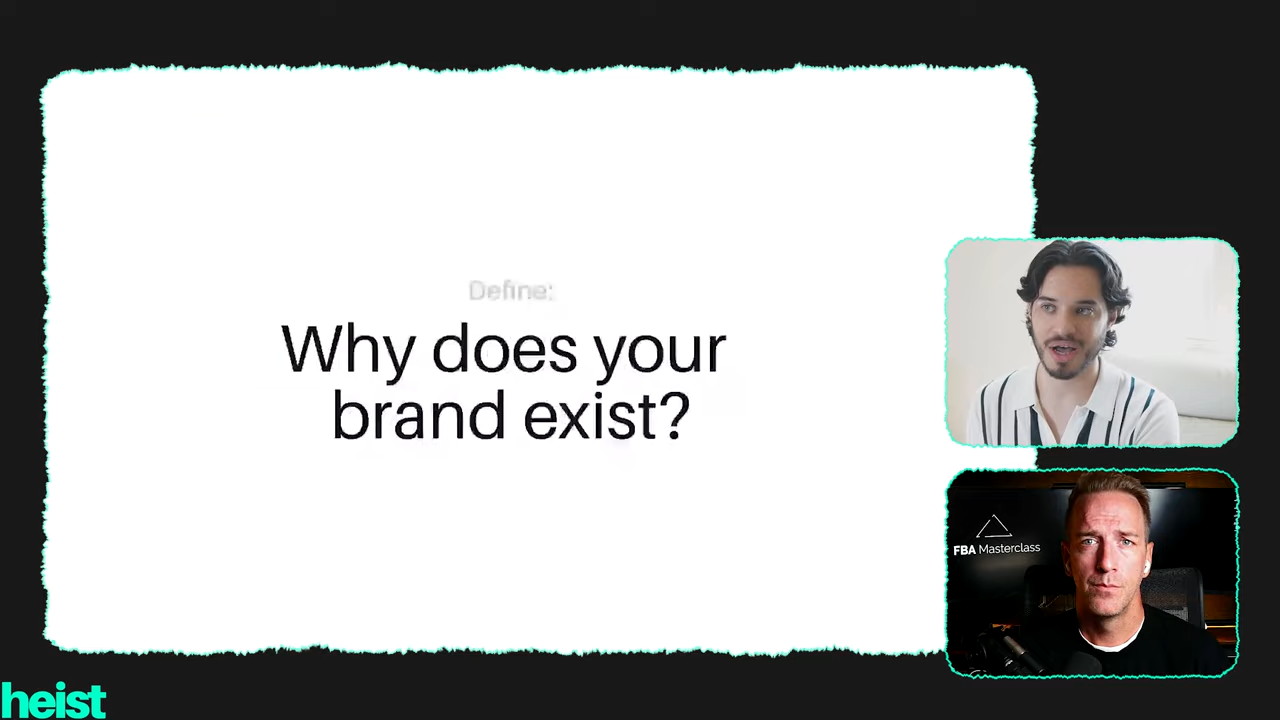 Define:
Why does your
brand exist?
FBA Masterclass
heist